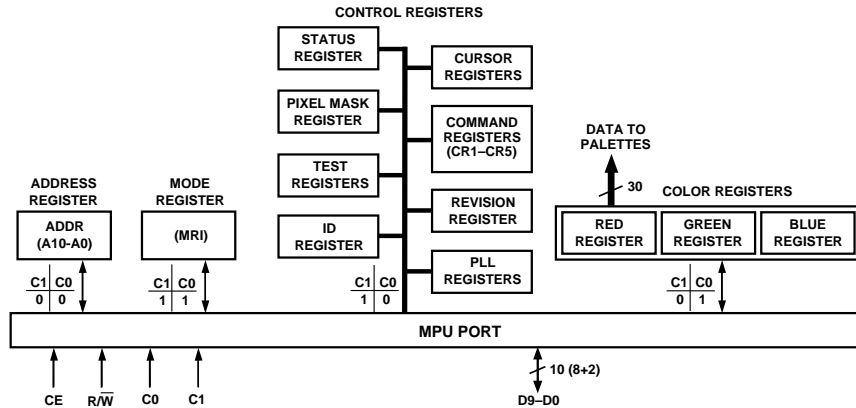 CONTROL REGISTERS
STATUS
REGISTER
CURSOR
REGISTERS
PIXEL MASK
REGISTER
COMMAND
REGISTERS
(CR1–CR5)
DATA TO
PALETTES
TEST
REGISTERS
30
ADDRESS
REGISTER
MODE
REGISTER
COLOR REGISTERS
REVISION
REGISTER
ADDR
(A10-A0)
(MRI)
ID
REGISTER
RED
REGISTER
GREEN
REGISTER
BLUE
REGISTER
PLL
REGISTERS
C1 C0
0 0
C1 C0
1 1
C1 C0
1 0
C1 C0
0 1
MPU PORT
CE
R/W̅
C0
C1
10 (8+2)
D9–D0